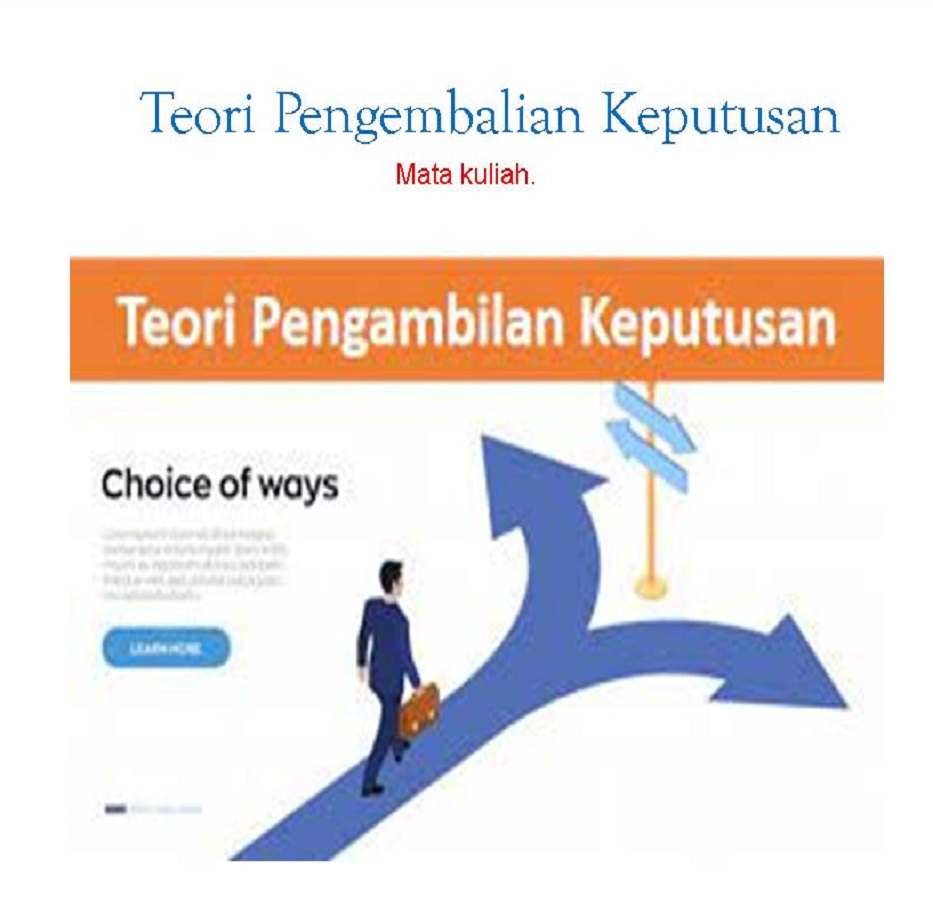 Teori Pengembalian Keputusan
Mata kuliah.
Teori Pengambilan Keputusan
Choice of ways
LEARN MORE